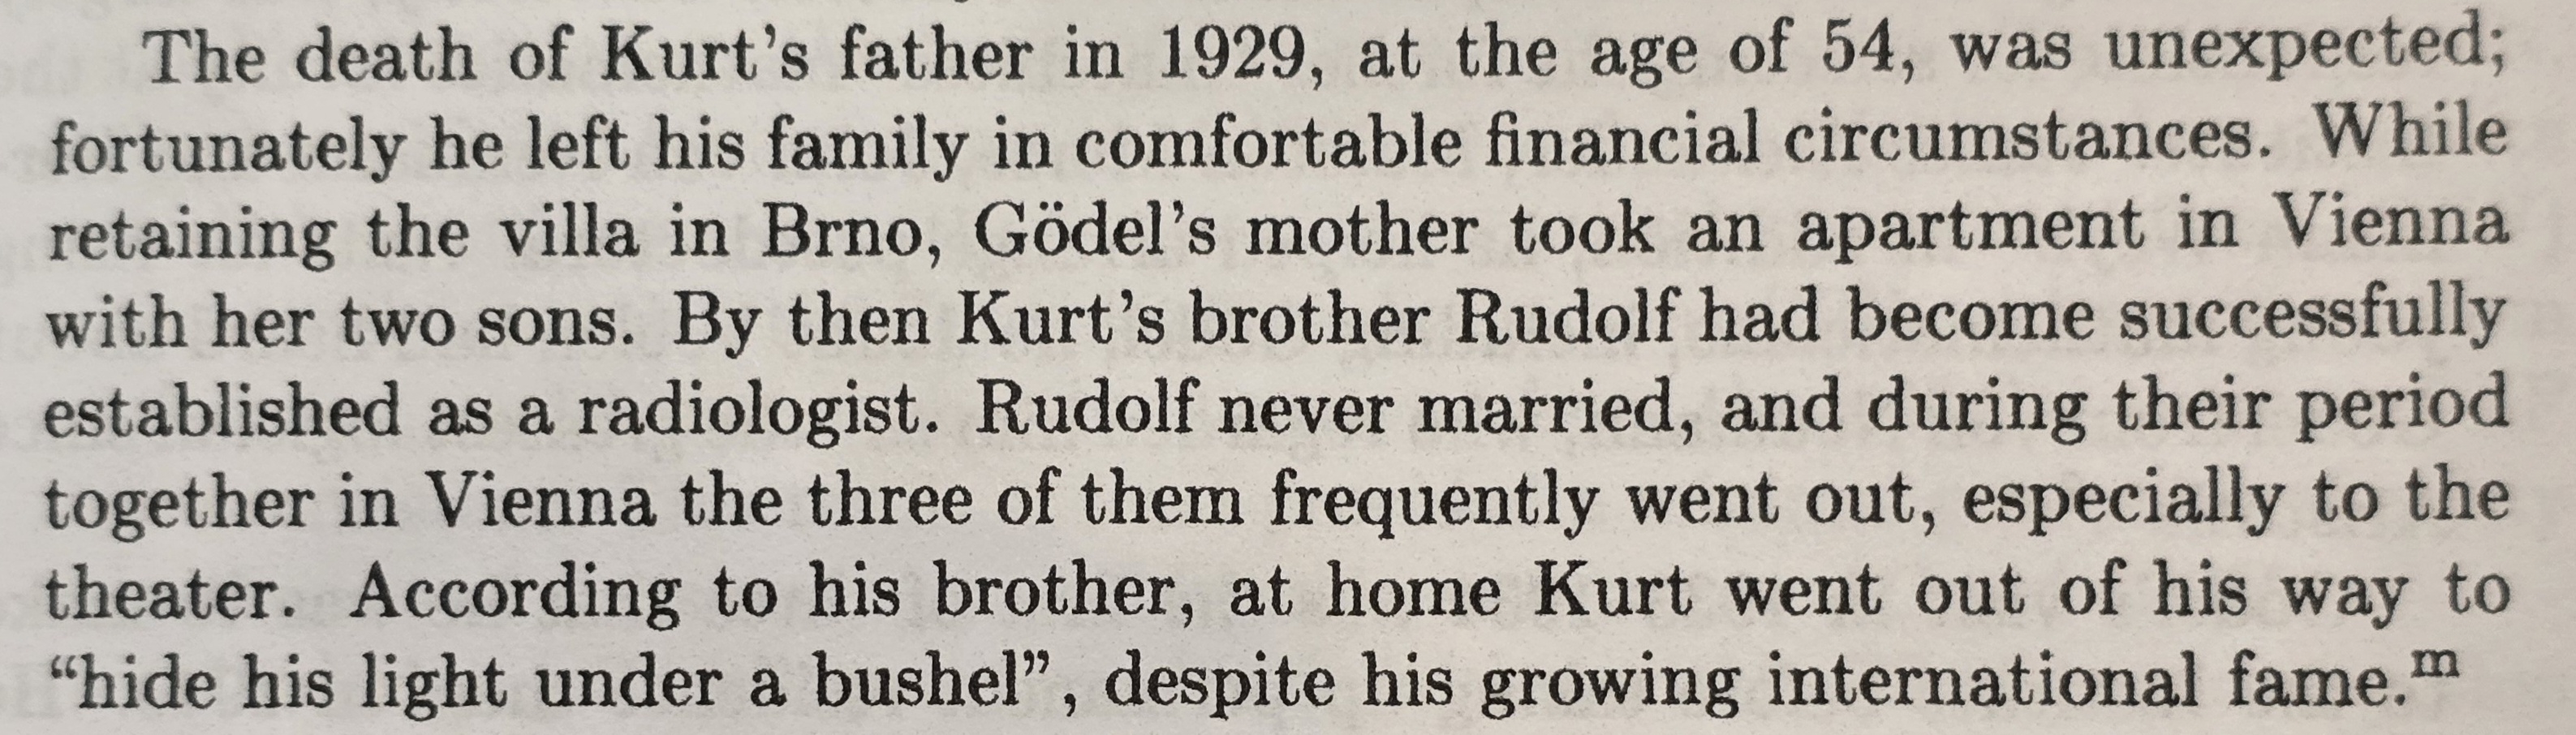 The death of Kurt’s father in 1929, at the age of 54, was unexpected;
fortunately he left his family in comfortable financial circumstances. While
retaining the villa in Brno, Gödel’s mother took an apartment in Vienna
with her two sons. By then Kurt’s brother Rudolf had become successfully
established as a radiologist. Rudolf never married, and during their period
together in Vienna the three of them frequently went out, especially to the
theater. According to his brother, at home Kurt went out of his way to
“hide his light under a bushel”, despite his growing international fame.ᵐ